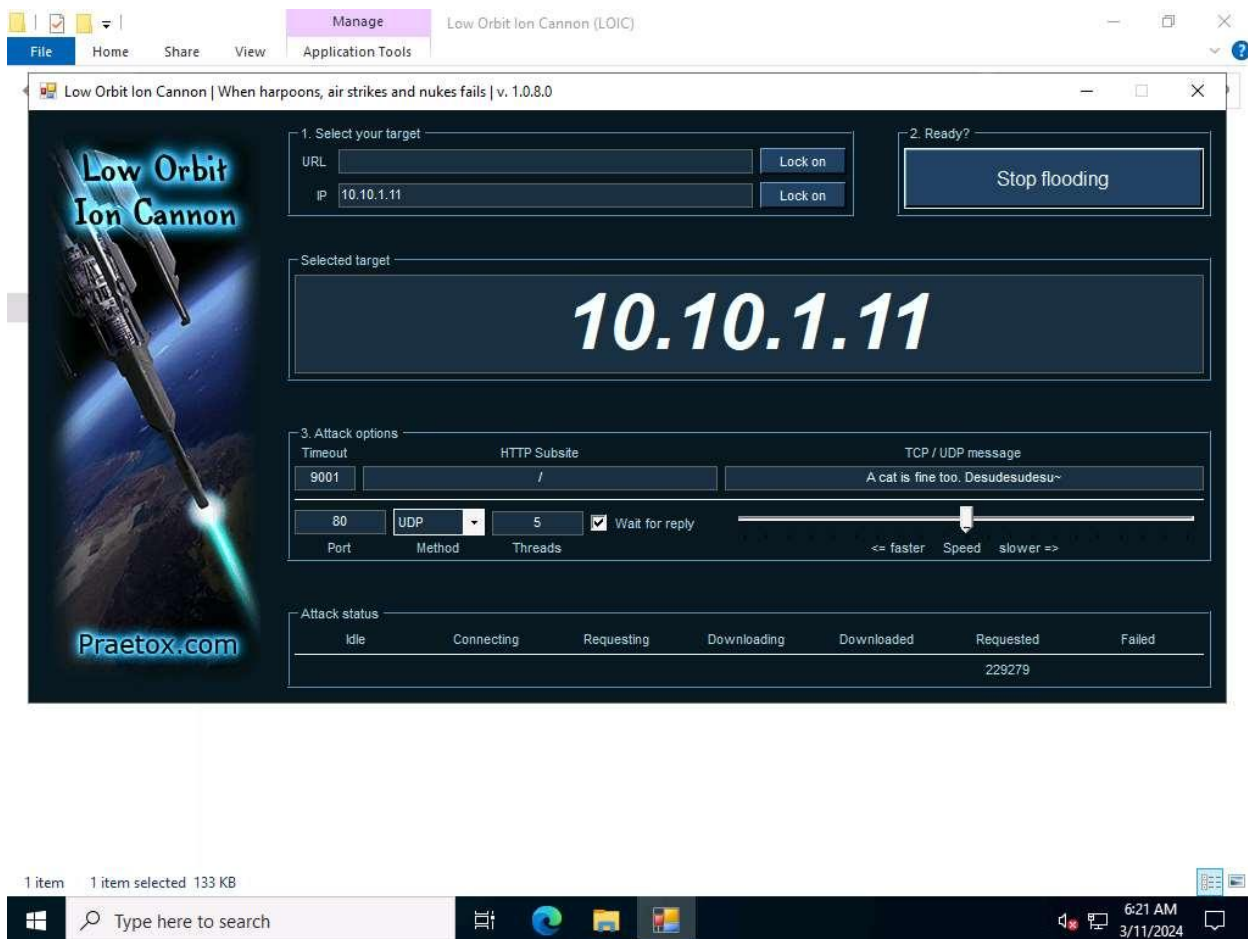 Manage
Low Orbit Ion Cannon (LOIC)
File Home Share View Application Tools
Low Orbit Ion Cannon | When harpoons, air strikes and nukes fails | v. 1.0.8.0
Low Orbit
Ion Cannon
Praetox.com
1. Select your target
URL Lock on
IP 10.10.1.11 Lock on
2. Ready?
Stop flooding
Selected target
10.10.1.11
3. Attack options
Timeout HTTP Subsite TCP / UDP message
9001 / A cat is fine too. Desudesudesu~
80 UDP 5 Wait for reply
Port Method Threads <= faster Speed slower =>
Attack status
Idle Connecting Requesting Downloading Downloaded Requested Failed
229279
1 item 1 item selected 133 KB
Type here to search
6:21 AM
3/11/2024